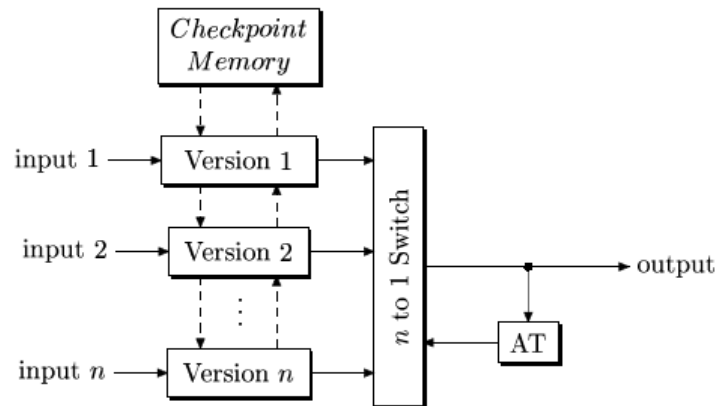 Checkpoint
Memory
input 1
Version 1
input 2
Version 2
⋮
input n
Version n
n to 1 Switch
output
AT